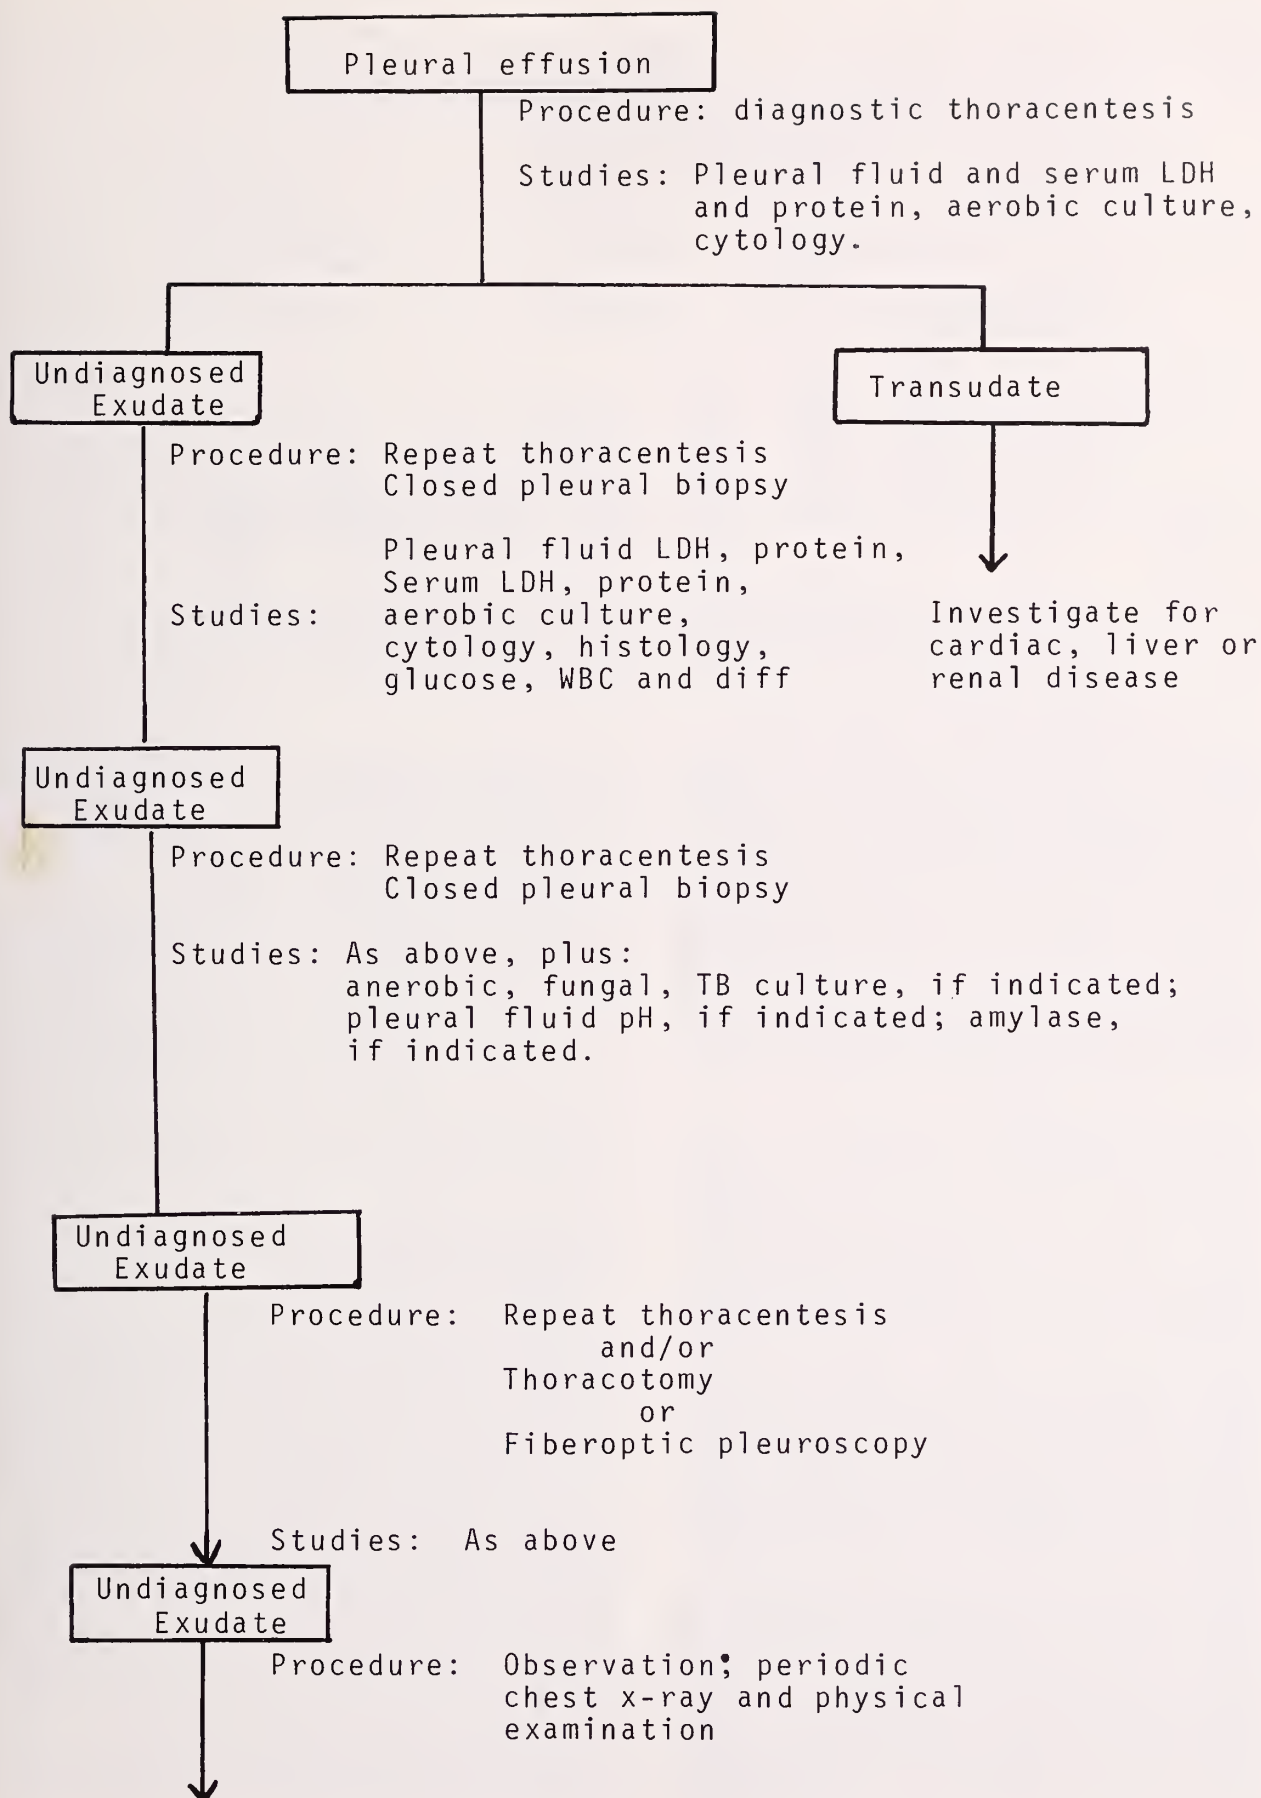 Pleural effusion
Procedure: diagnostic thoracentesis
Studies: Pleural fluid and serum LDH
and protein, aerobic culture,
cytology.
Undiagnosed
Exudate
Transudate
Procedure: Repeat thoracentesis
Closed pleural biopsy
Pleural fluid LDH, protein,
Serum LDH, protein,
Studies: aerobic culture,
cytology, histology,
glucose, WBC and diff
Investigate for
cardiac, liver or
renal disease
Undiagnosed
Exudate
Procedure: Repeat thoracentesis
Closed pleural biopsy
Studies: As above, plus:
anerobic, fungal, TB culture, if indicated;
pleural fluid pH, if indicated; amylase,
if indicated.
Undiagnosed
Exudate
Procedure: Repeat thoracentesis
and/or
Thoracotomy
or
Fiberoptic pleuroscopy
Studies: As above
Undiagnosed
Exudate
Procedure: Observation; periodic
chest x-ray and physical
examination